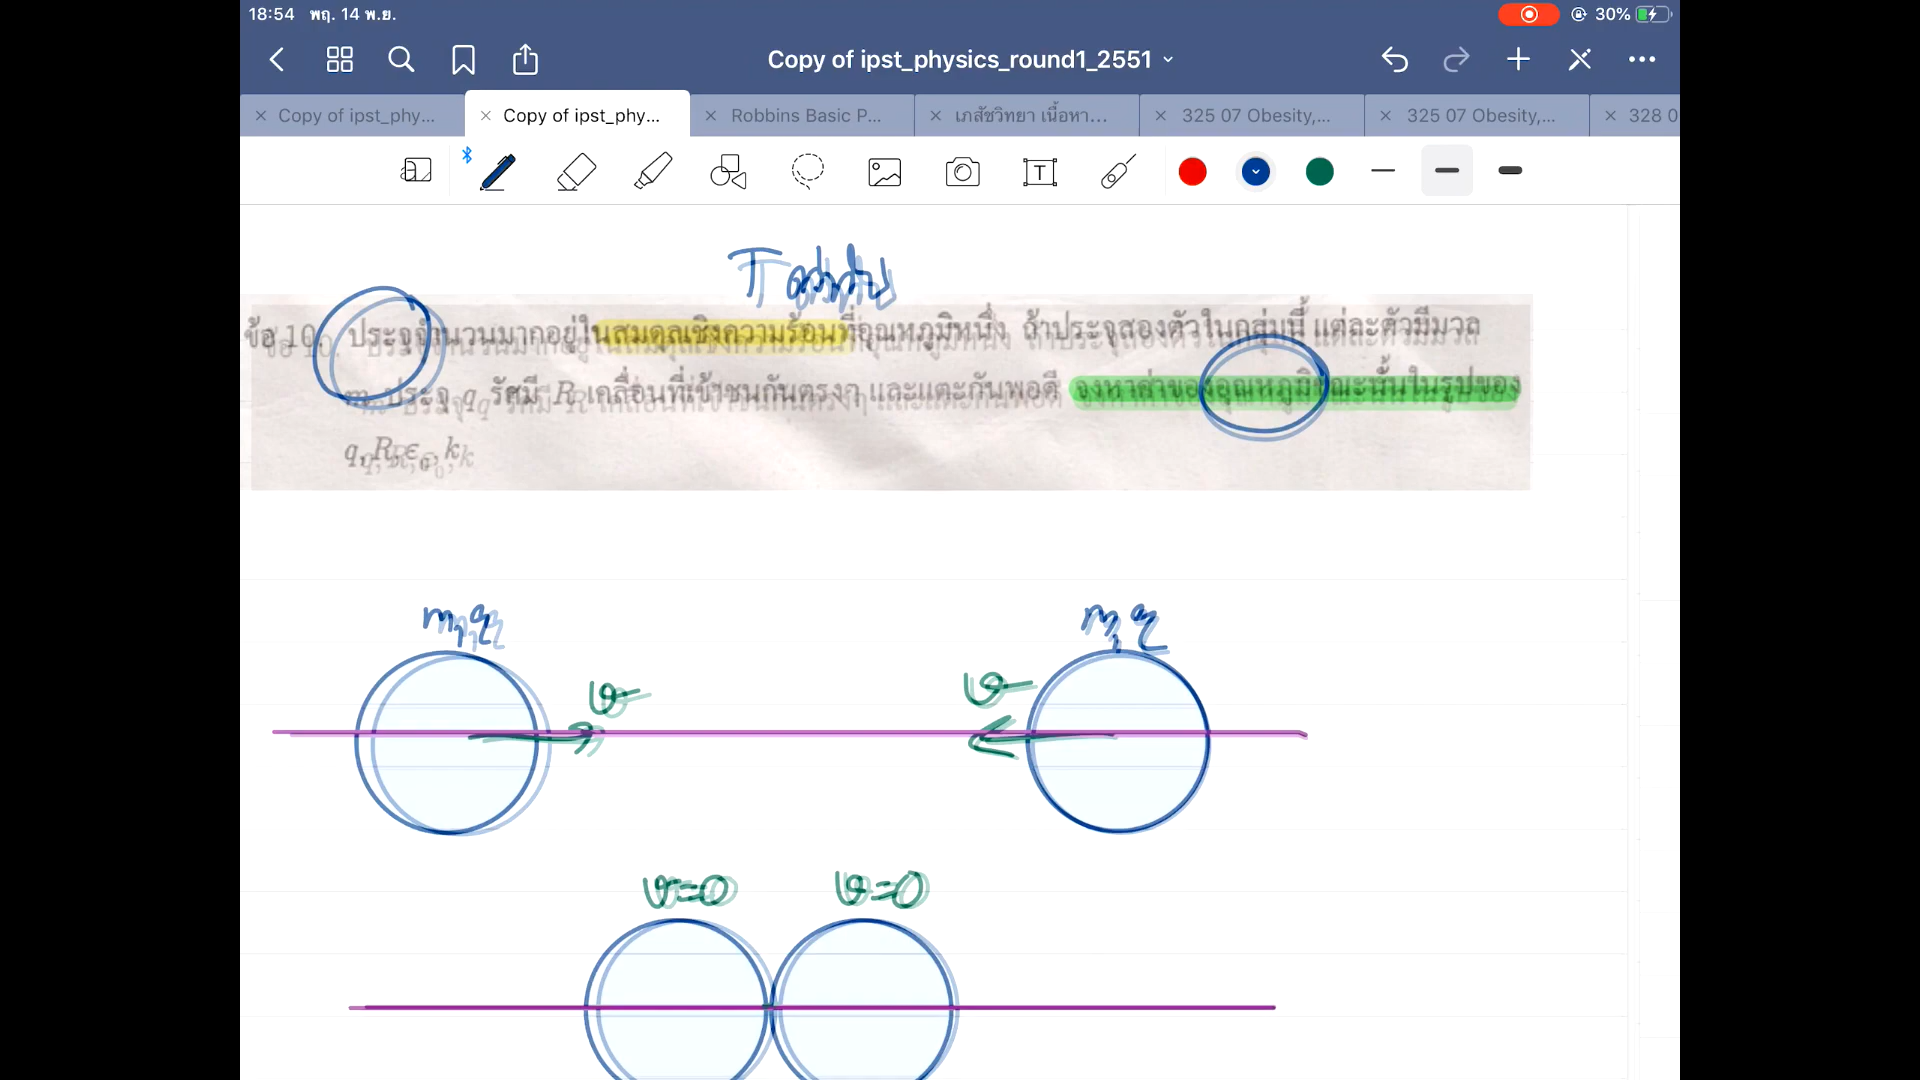 18:54 พฤ. 14 พ.ย. 30%
Copy of ipst_physics_round1_2551
Copy of ipst_phy... Copy of ipst_phy... Robbins Basic P... เภสัชวิทยา เนื้อหา... 325 07 Obesity,... 325 07 Obesity,... 328 0
T
ข้อ 10. ประจุจำนวนมากอยู่ในสมดุลเชิงความร้อนที่อุณหภูมิหนึ่ง ถ้าประจุสองตัวในกลุ่มนี้ แต่ละตัวมีมวล
m ประจุ q รัศมี R เคลื่อนที่เข้าชนกันตรงๆ และแตะกันพอดี จงหาค่าของอุณหภูมิขณะนั้นในรูปของ
q, R, ϵ₀, k
m, q m, q
v v
v=0 v=0